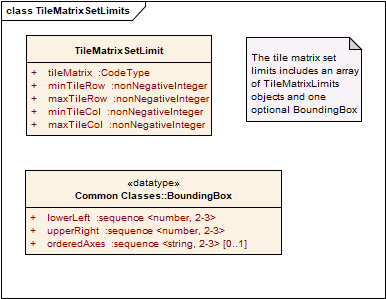 class TileMatrixSetLimits
TileMatrixSetLimit
+ tileMatrix :CodeType
+ minTileRow :nonNegativeInteger
+ maxTileRow :nonNegativeInteger
+ minTileCol :nonNegativeInteger
+ maxTileCol :nonNegativeInteger
The tile matrix set
limits includes an array
of TileMatrixLimits
objects and one
optional BoundingBox
«datatype»
Common Classes::BoundingBox
+ lowerLeft :sequence <number, 2-3>
+ upperRight :sequence <number, 2-3>
+ orderedAxes :sequence <string, 2-3> [0..1]